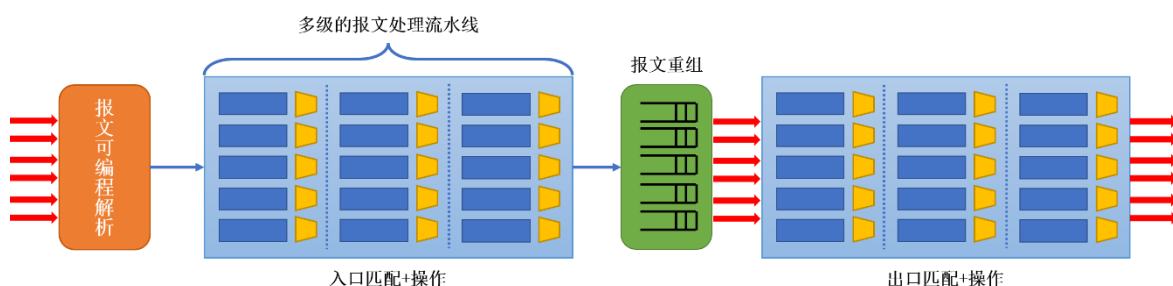 多级的报文处理流水线
报文可编程解析
报文重组
入口匹配+操作
出口匹配+操作